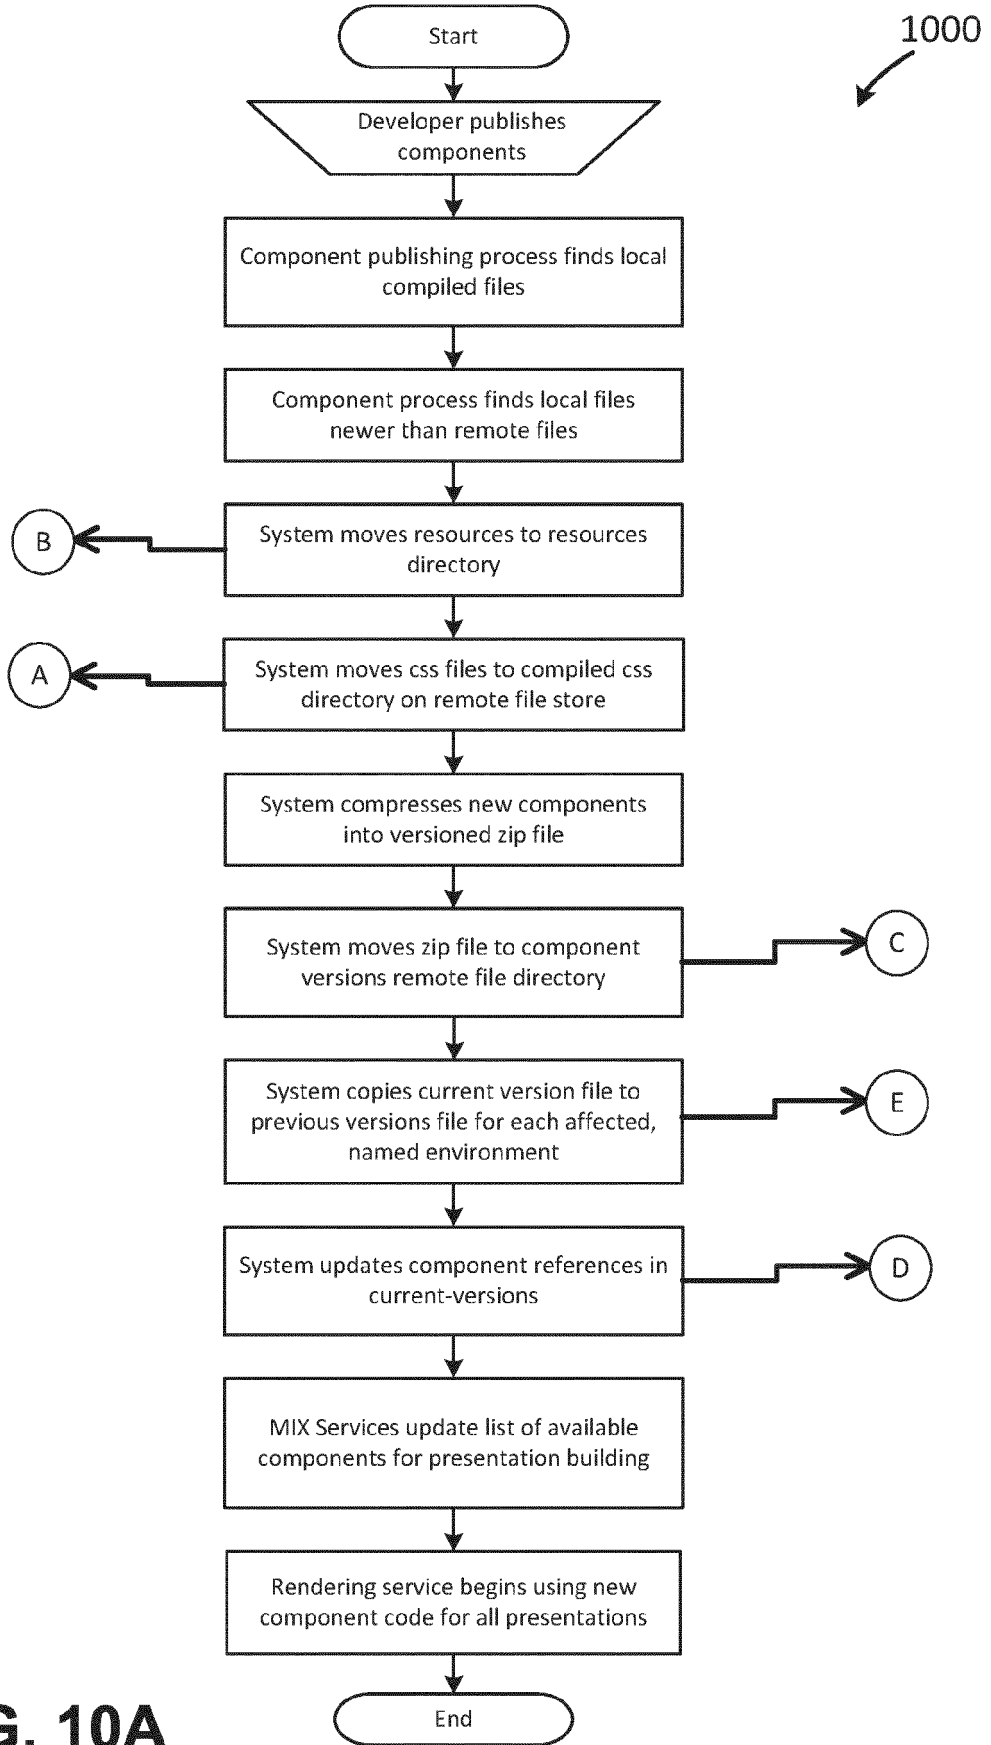 Start
1000
Developer publishes
components
Component publishing process finds local
compiled files
Component process finds local files
newer than remote files
System moves resources to resources
directory
B
System moves css files to compiled css
directory on remote file store
A
System compresses new components
into versioned zip file
System moves zip file to component
versions remote file directory
C
System copies current version file to
previous versions file for each affected,
named environment
E
System updates component references in
current-versions
D
MIX Services update list of available
components for presentation building
Rendering service begins using new
component code for all presentations
End
G. 10A